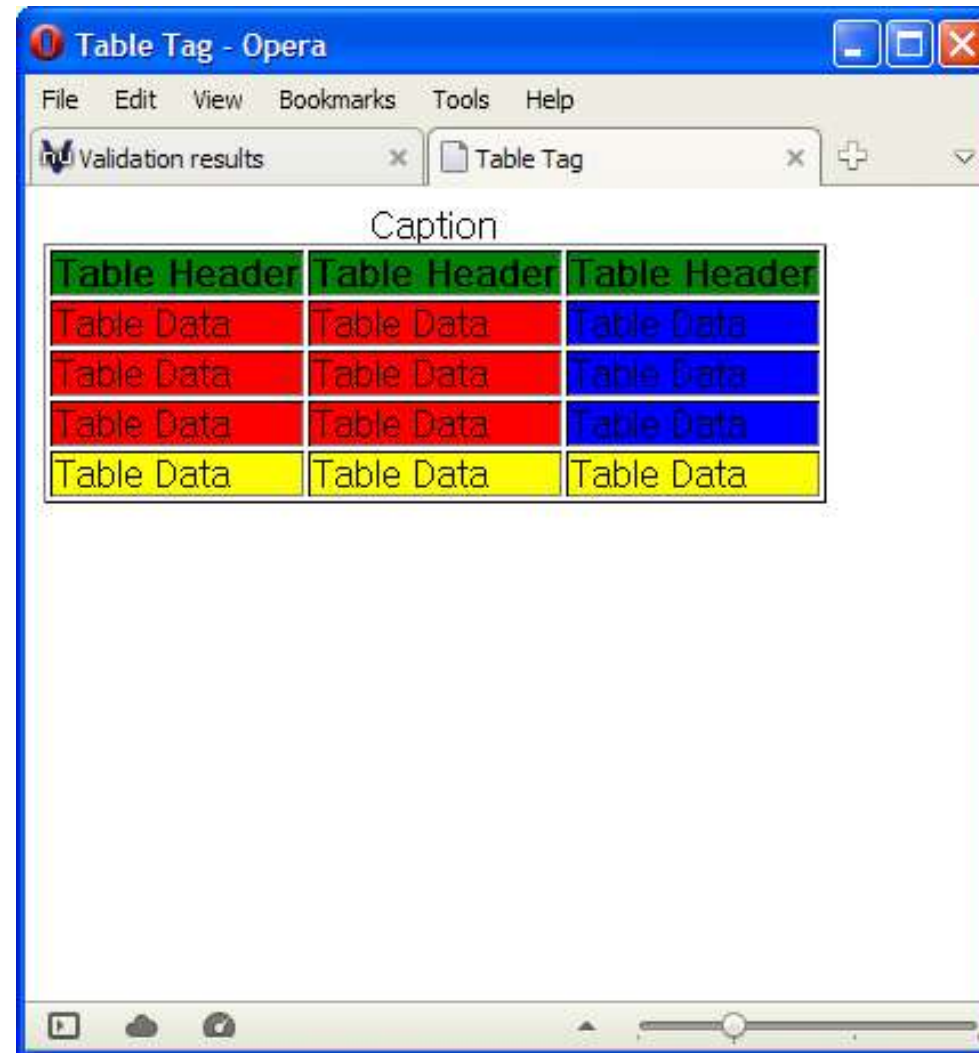 Table Tag - Opera
File Edit View Bookmarks Tools Help
Validation results Table Tag
Caption
Table Header Table Header Table Header
Table Data Table Data Table Data
Table Data Table Data Table Data
Table Data Table Data Table Data
Table Data Table Data Table Data